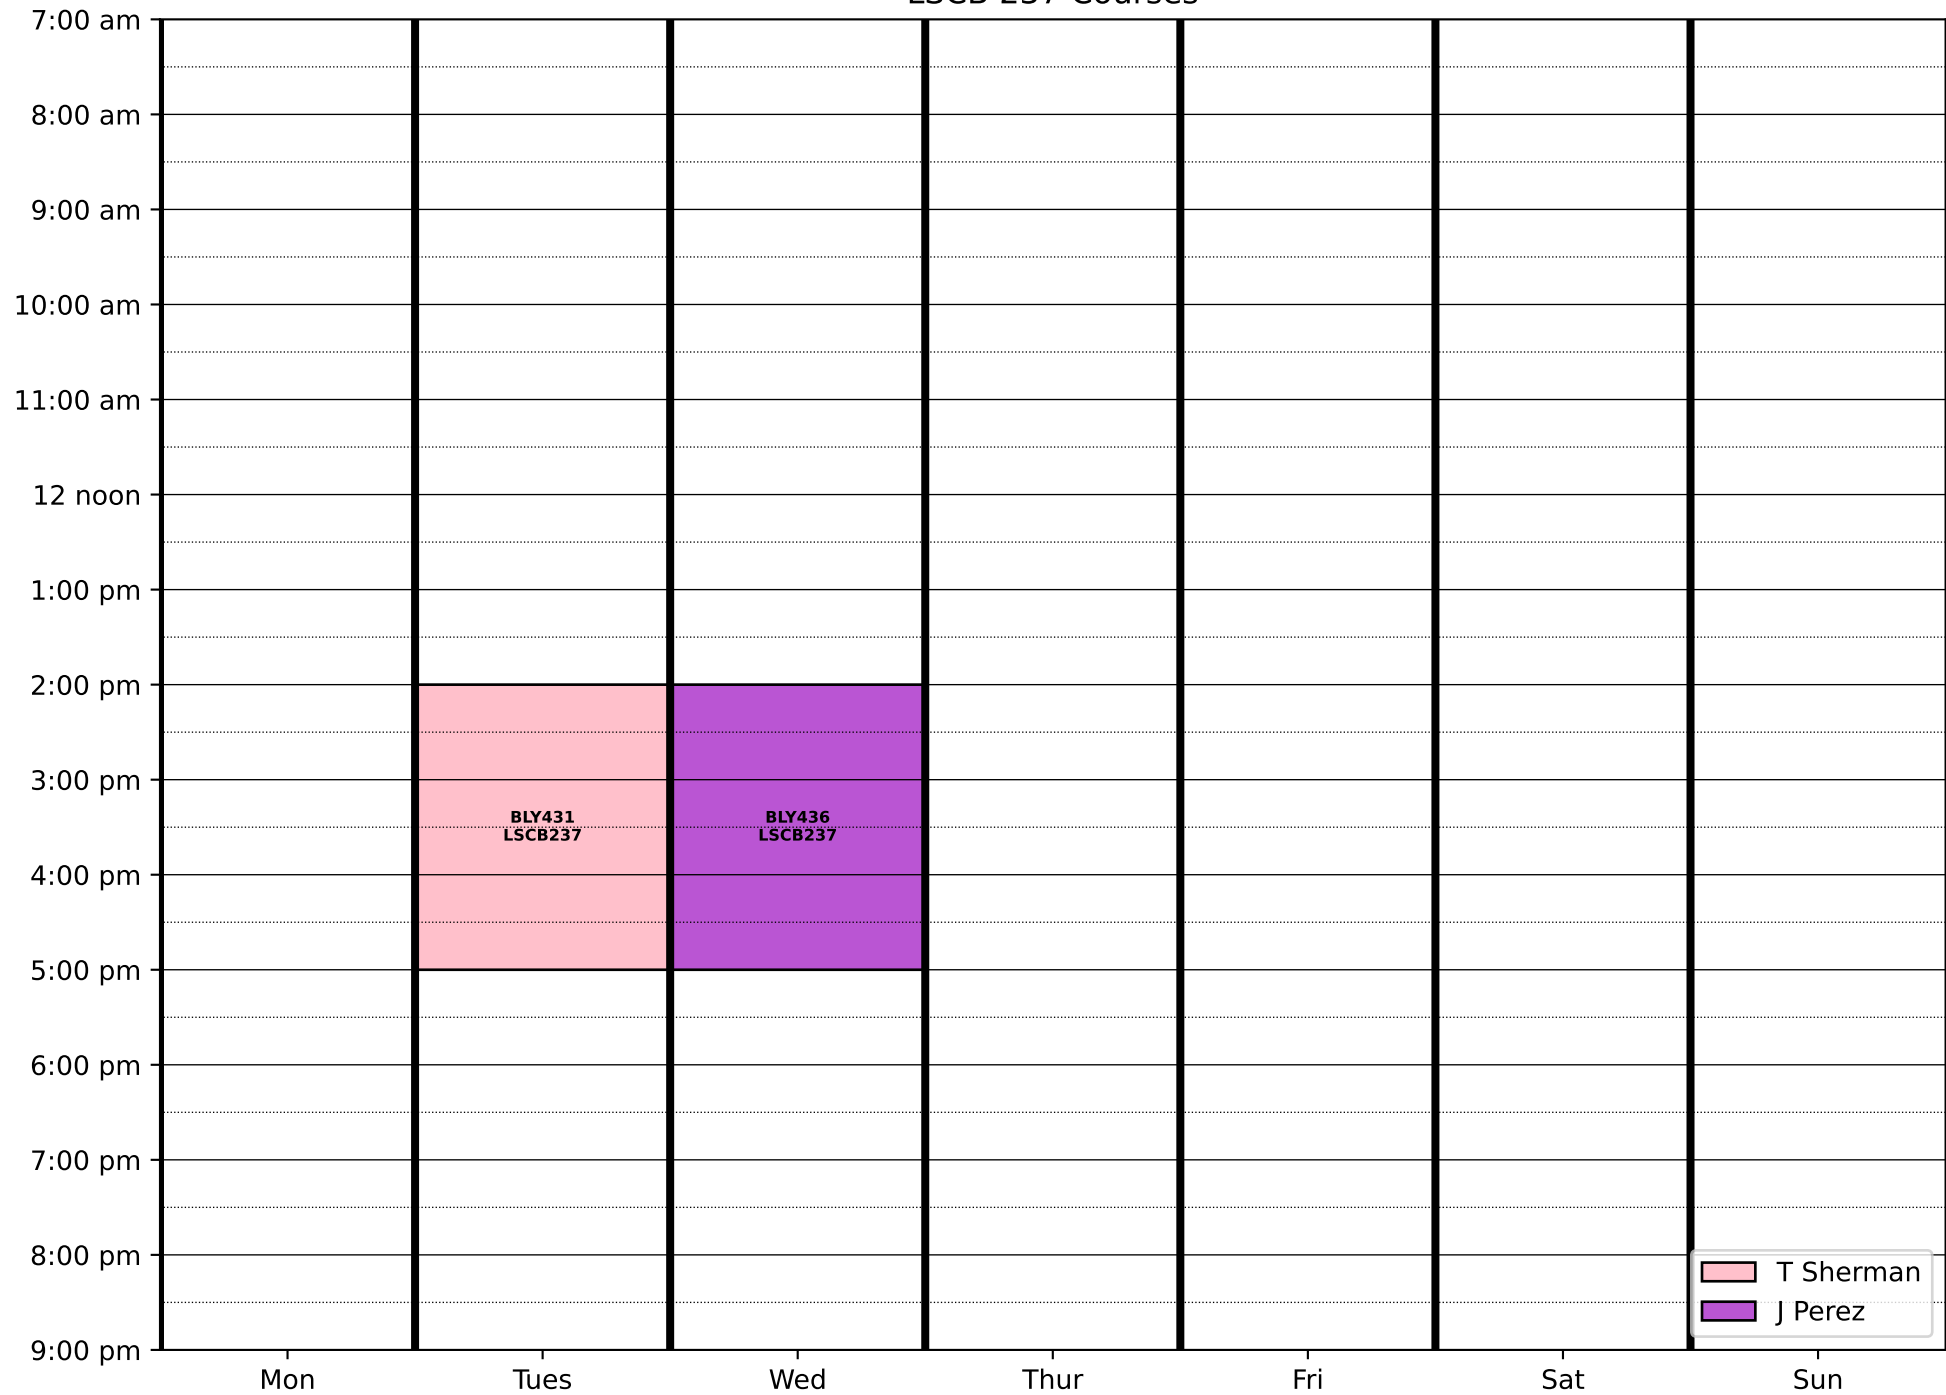 LSCB 237 Courses
7:00 am
8:00 am
9:00 am
10:00 am
11:00 am
12 noon
1:00 pm
2:00 pm
3:00 pm
BLY431
LSCB237
BLY436
LSCB237
4:00 pm
5:00 pm
6:00 pm
7:00 pm
8:00 pm
T Sherman
J Perez
9:00 pm
Mon Tues Wed Thur Fri Sat Sun